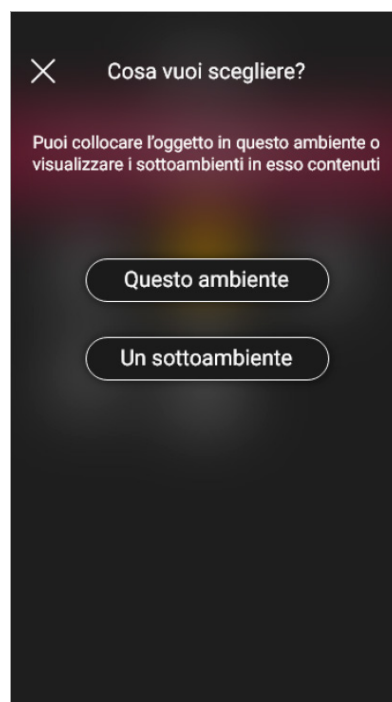 Cosa vuoi scegliere?
Puoi collocare l'oggetto in questo ambiente o
visualizzare i sottoambienti in esso contenuti
Questo ambiente
Un sottoambiente